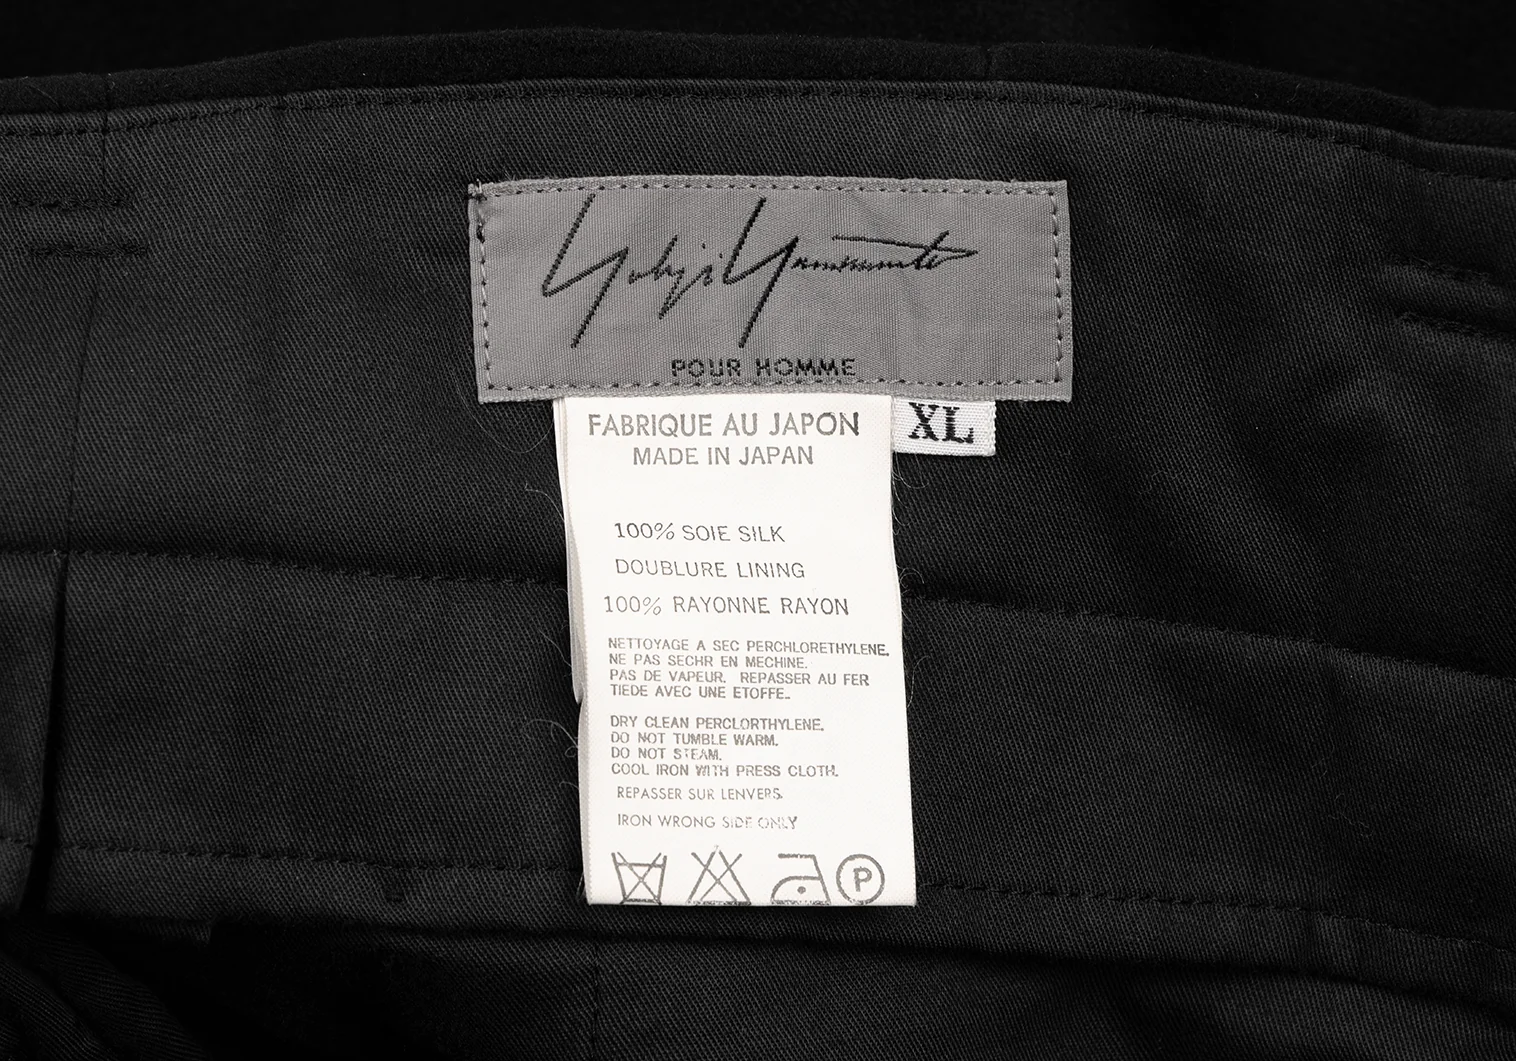 Yohji Yamamoto
POUR HOMME
XL
FABRIQUE AU JAPON
MADE IN JAPAN
100% SOIE SILK
DOUBLURE LINING
100% RAYONNE RAYON
NETTOYAGE A SEC PERCHLORETHYLENE.
NE PAS SECHR EN MECHINE.
PAS DE VAPEUR. REPASSER AU FER
TIEDE AVEC UNE ETOFFE.
DRY CLEAN PERCLORTHYLENE.
DO NOT TUMBLE WARM.
DO NOT STEAM.
COOL IRON WITH PRESS CLOTH.
REPASSER SUR LENVERS.
IRON WRONG SIDE ONLY
P